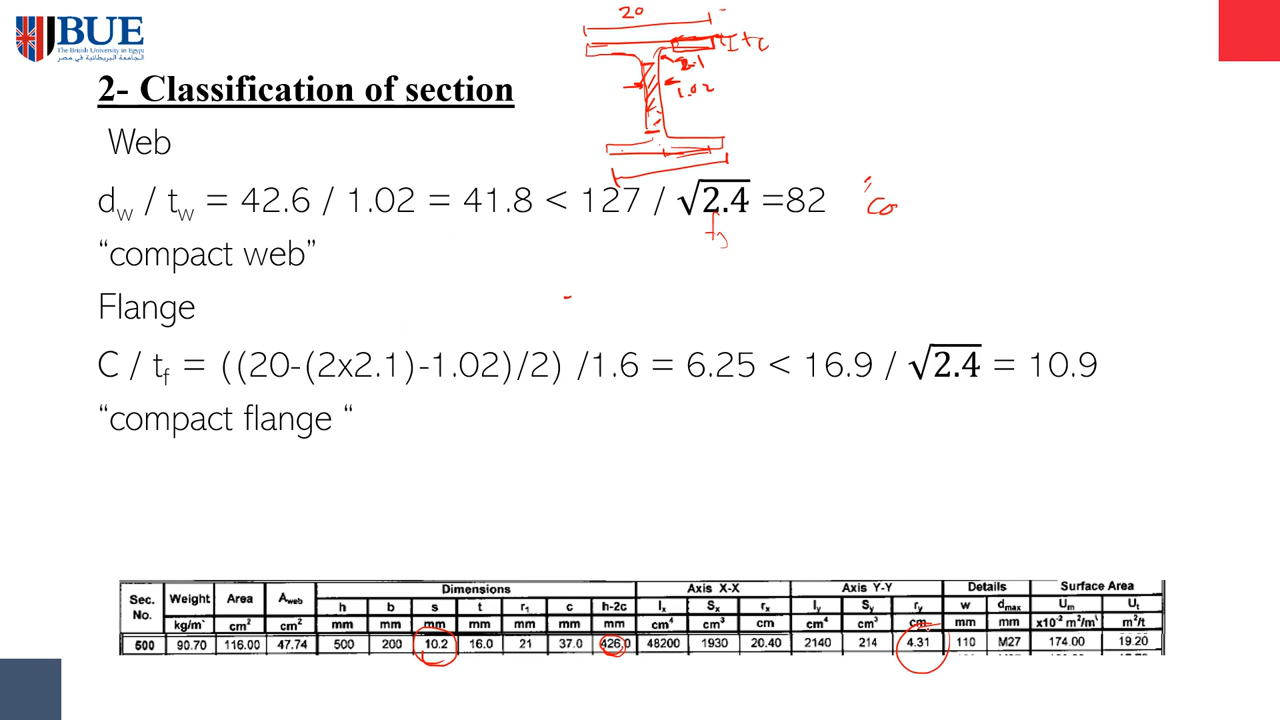 BUE
The British University in Egypt
الجامعة البريطانية في مصر
20
tc
2.1
1.02
2- Classification of section
Web
dw / tw = 42.6 / 1.02 = 41.8 < 127 / √2.4 =82
“compact web”
Flange
C / tf = ((20-(2x2.1)-1.02)/2) /1.6 = 6.25 < 16.9 / √2.4 = 10.9
“compact flange “
Sec. No. Weight Area Aweb Dimensions Axis X-X Axis Y-Y Details Surface Area
h b s t r1 c h-2c Ix Sx rx Iy Sy ry w dmax Um Ut
kg/m` cm² cm² mm mm mm mm mm mm mm cm⁴ cm³ cm cm⁴ cm³ cm mm mm x10⁻² m²/m\ m²/t
500 90.70 116.00 47.74 500 200 10.2 16.0 21 37.0 426.0 48200 1930 20.40 2140 214 4.31 110 M27 174.00 19.20